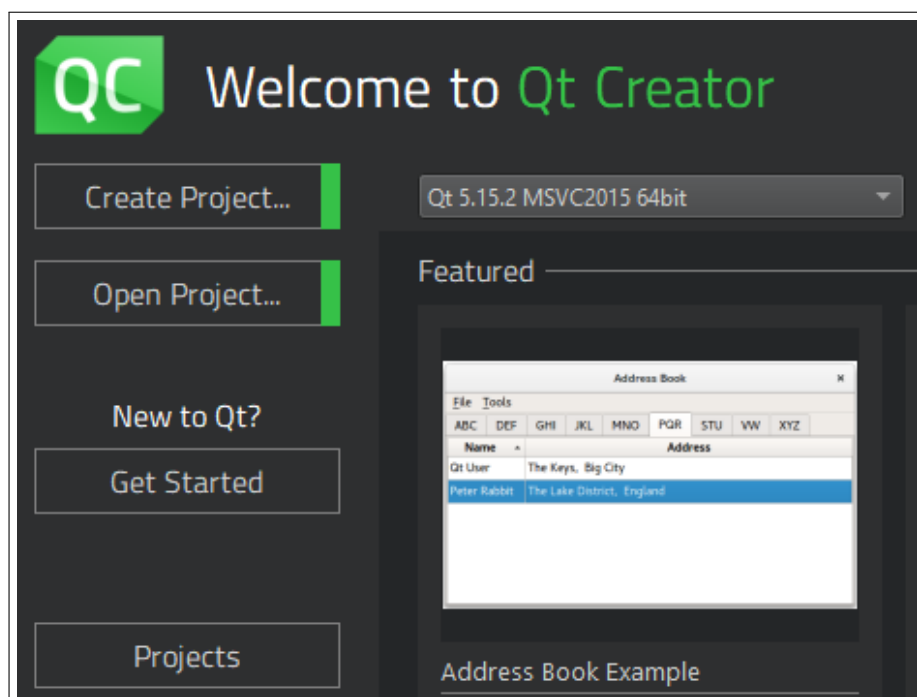 QC
Welcome to Qt Creator
Create Project...
Open Project...
New to Qt?
Get Started
Projects
Qt 5.15.2 MSVC2015 64bit
Featured
Address Book
File Tools
ABC DEF GHI JKL MNO PQR STU VW XYZ
Name Address
Qt User The Keys, Big City
Peter Rabbit The Lake District, England
Address Book Example